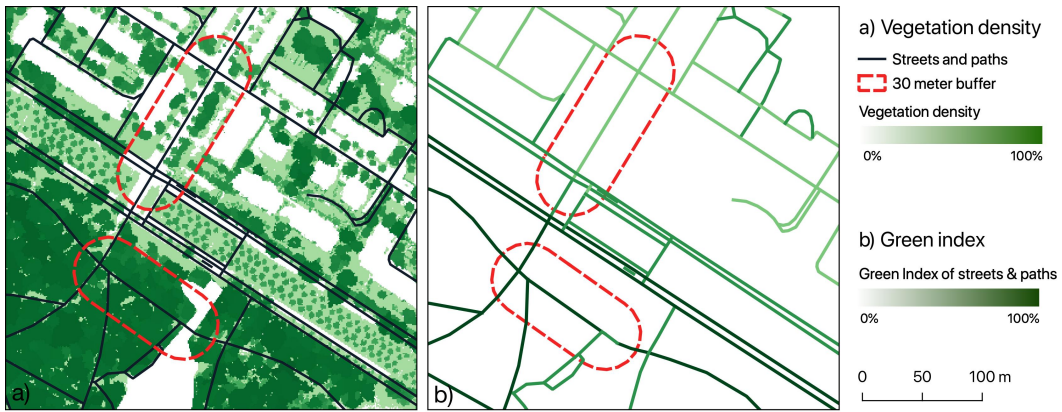 a) Vegetation density
Streets and paths
30 meter buffer
Vegetation density
0% 100%
b) Green index
Green Index of streets & paths
0% 100%
0 50 100 m
a)
b)